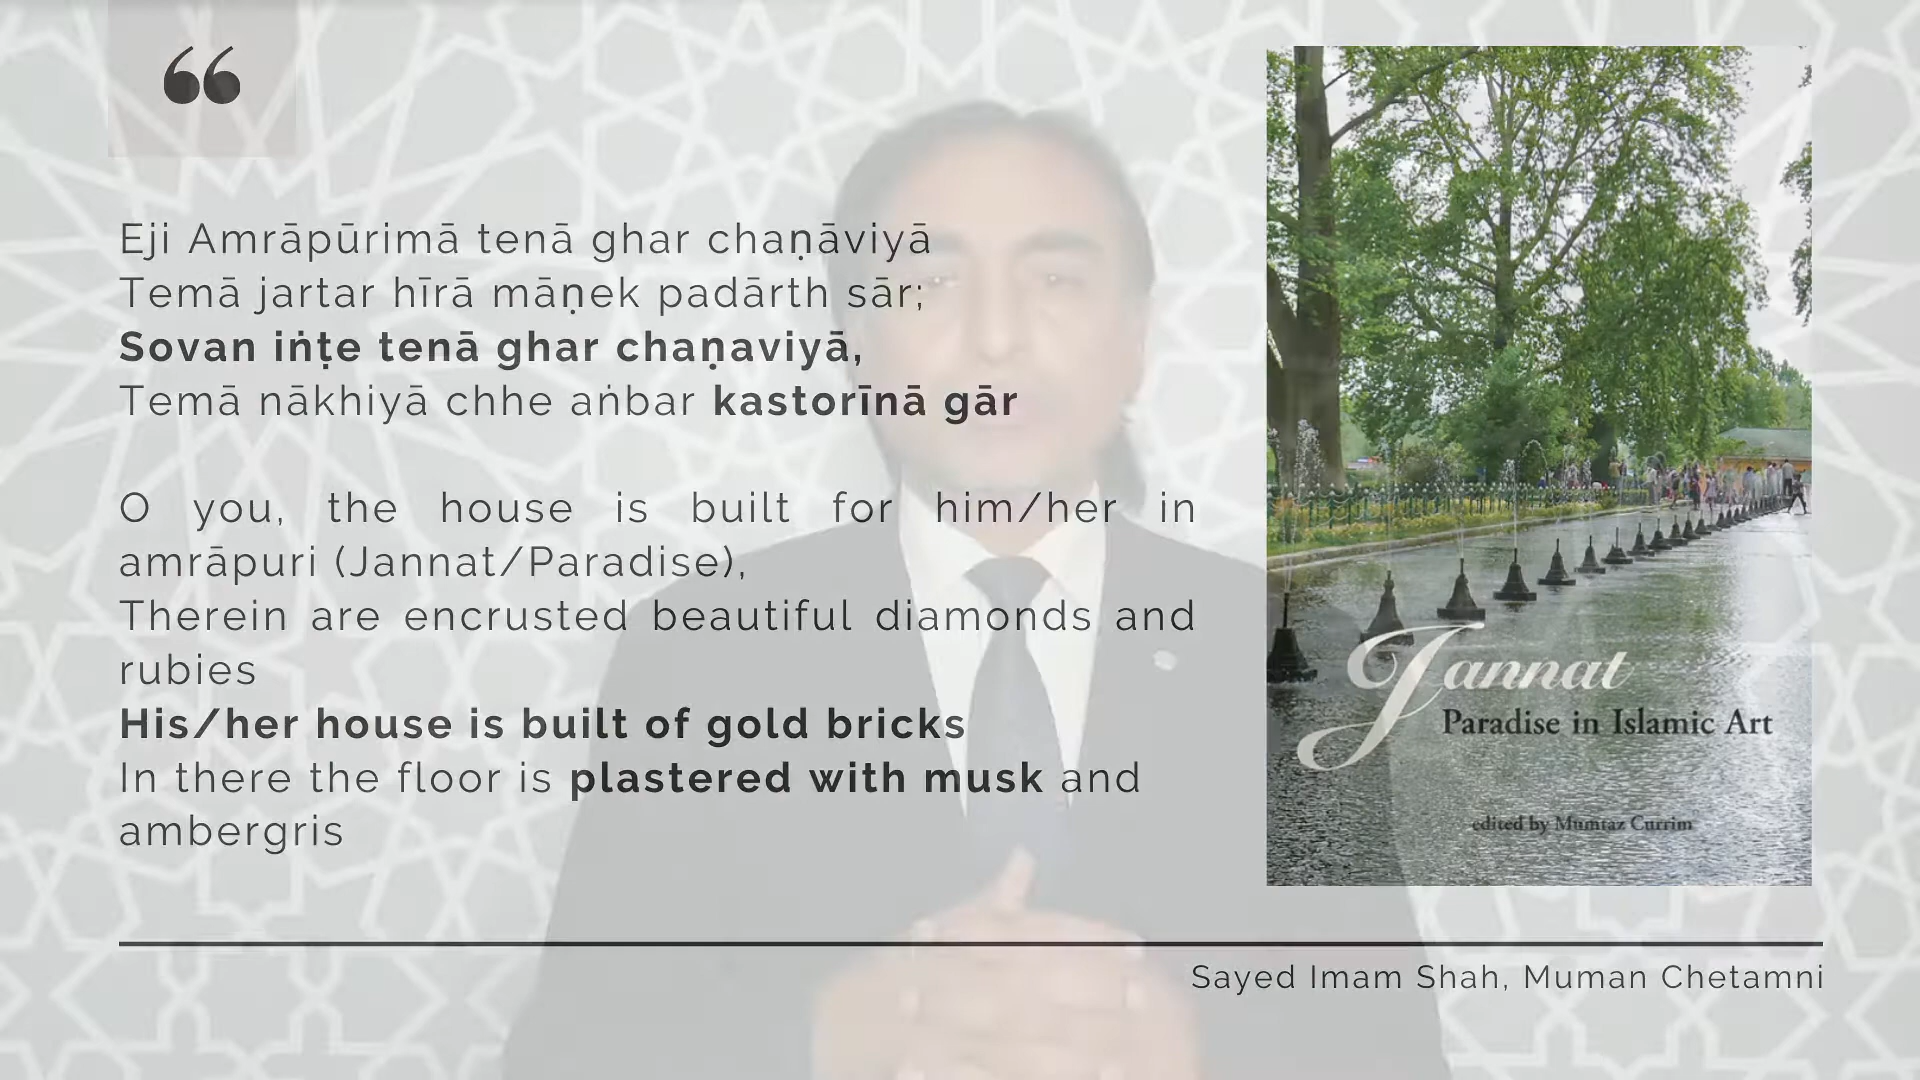 “
Eji Amrāpūrimā tenā ghar chaṇāviyā
Temā jartar hīrā māṇek padārth sār;
Sovan iṅṭe tenā ghar chaṇaviyā,
Temā nākhiyā chhe aṅbar kastorīnā gār
O you, the house is built for him/her in
amrāpuri (Jannat/Paradise),
Therein are encrusted beautiful diamonds and
rubies
His/her house is built of gold bricks
In there the floor is plastered with musk and
ambergris
Jannat
Paradise in Islamic Art
edited by Mumtaz Currim
Sayed Imam Shah, Muman Chetamni